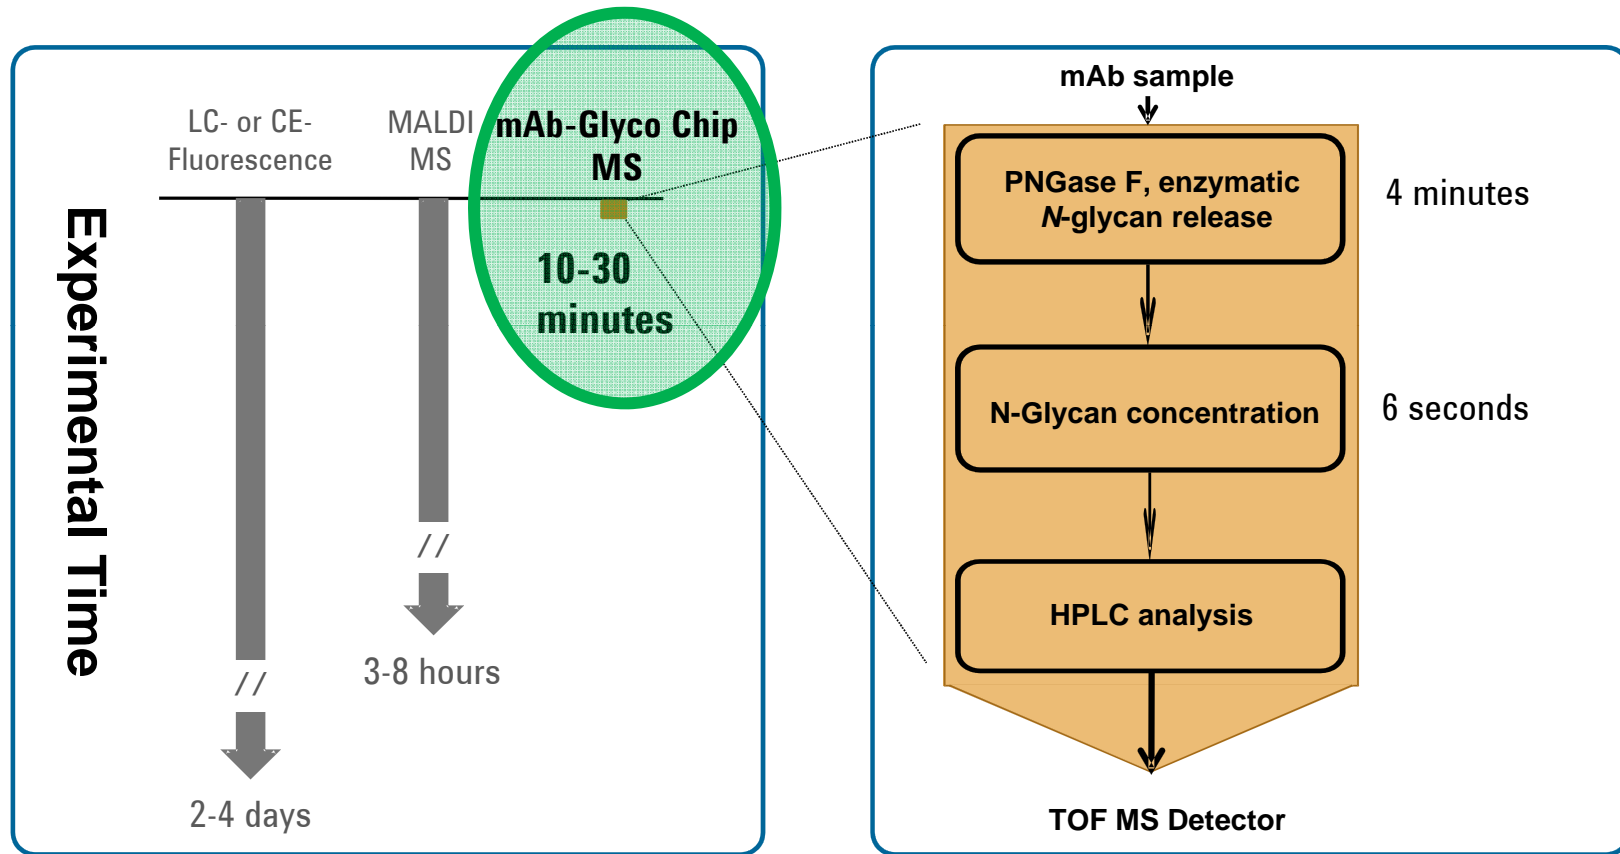 Experimental Time
LC- or CE-
Fluorescence
MALDI
MS
mAb-Glyco Chip
MS
10-30
minutes
//
3-8 hours
//
2-4 days
mAb sample
PNGase F, enzymatic
N-glycan release
4 minutes
N-Glycan concentration
6 seconds
HPLC analysis
TOF MS Detector